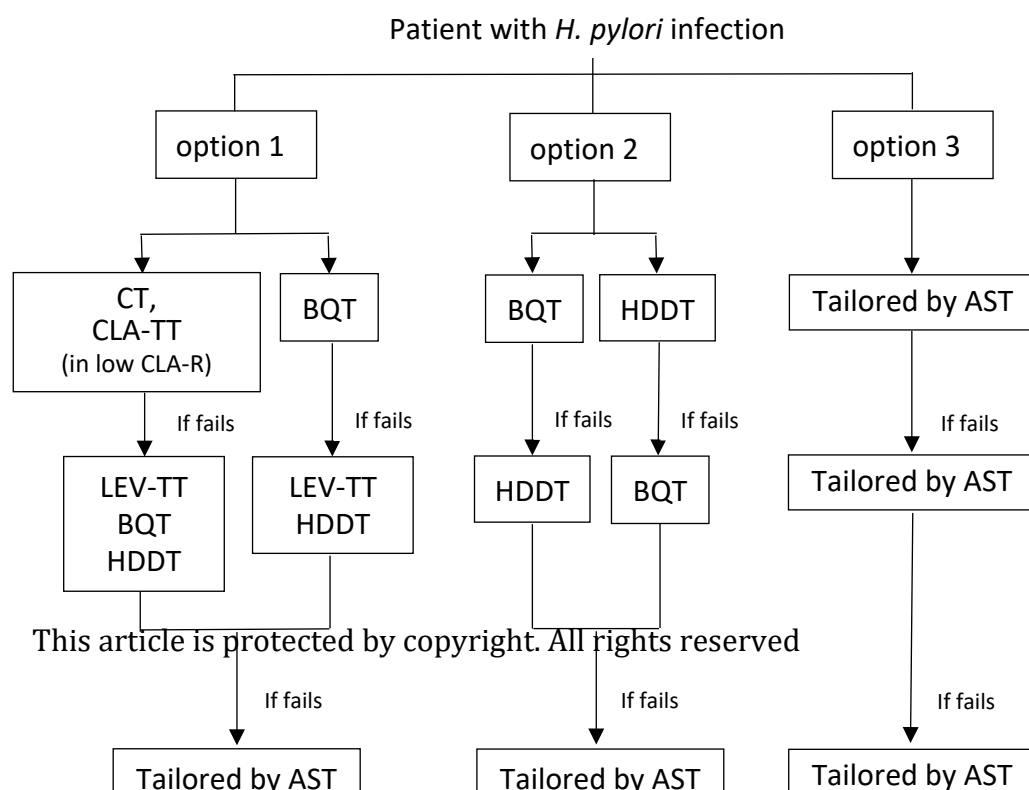 Patient with H. pylori infection
option 1
option 2
option 3
CT,
CLA-TT
(in low CLA-R)
BQT
BQT
HDDT
Tailored by AST
If fails
If fails
If fails
If fails
If fails
LEV-TT
BQT
HDDT
LEV-TT
HDDT
HDDT
BQT
Tailored by AST
This article is protected by copyright. All rights reserved
If fails
If fails
If fails
Tailored by AST
Tailored by AST
Tailored by AST